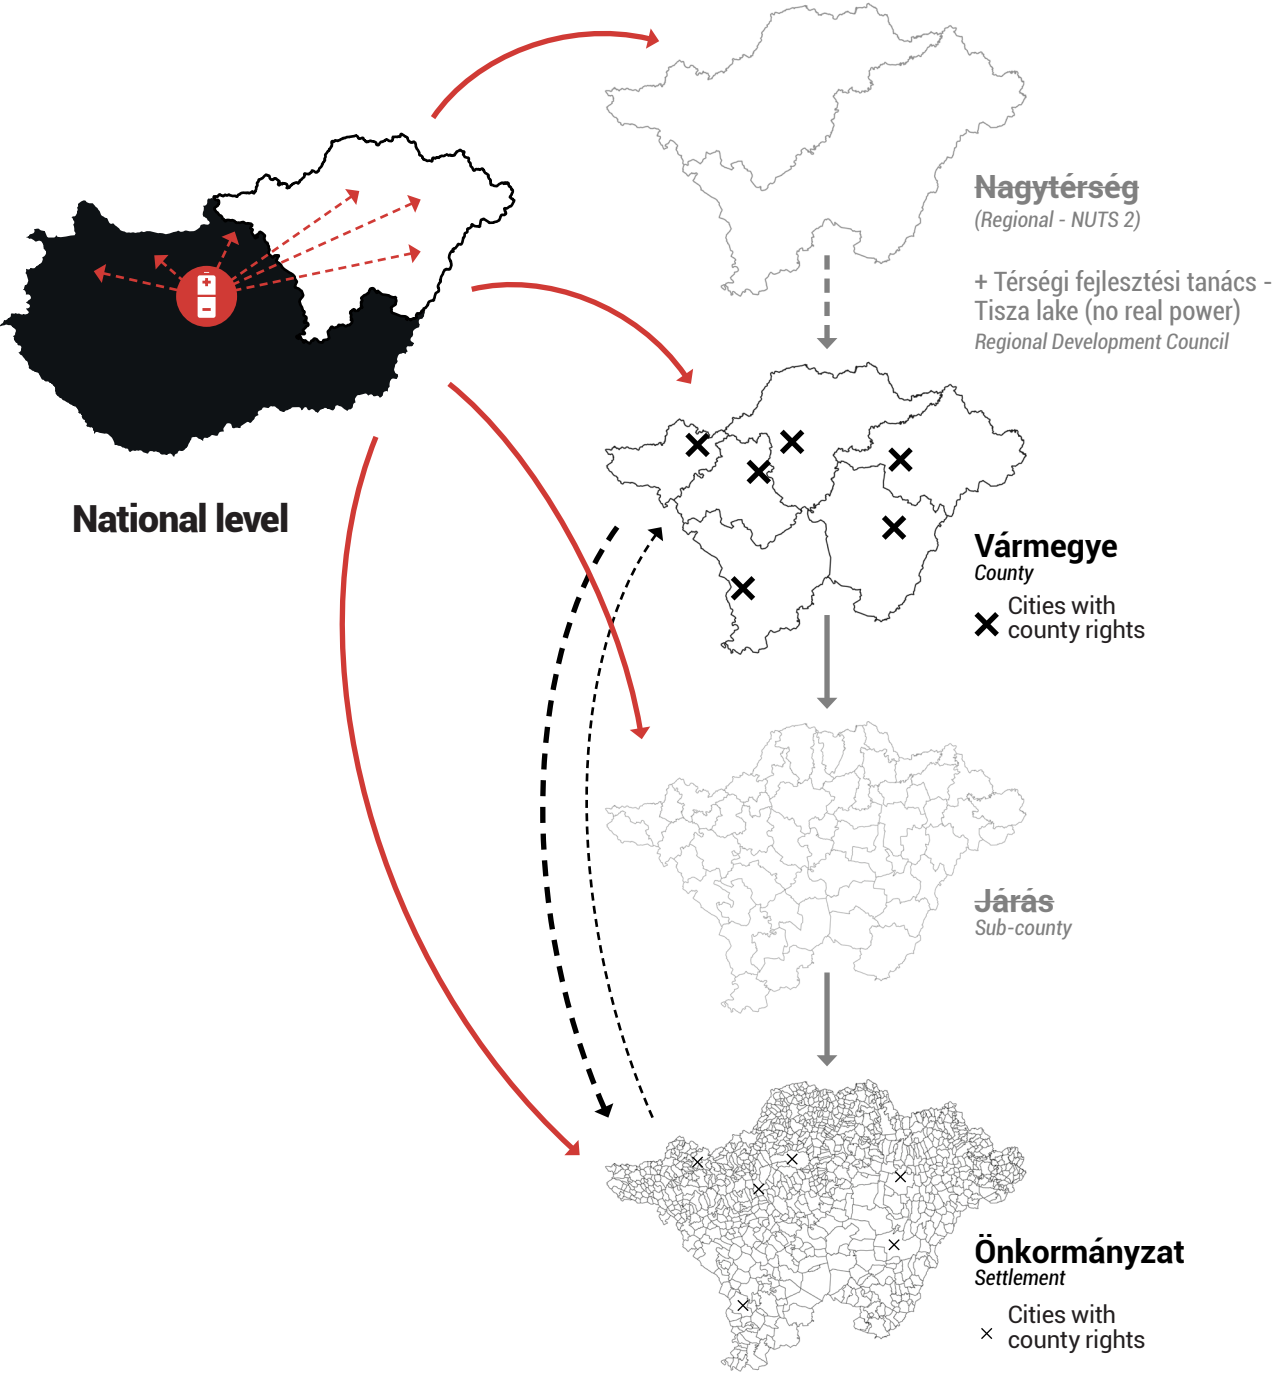 Nagytérség
(Regional - NUTS 2)
+ Térségi fejlesztési tanács -
Tisza lake (no real power)
Regional Development Council
National level
Vármegye
County
Cities with
county rights
Járás
Sub-county
Önkormányzat
Settlement
Cities with
county rights